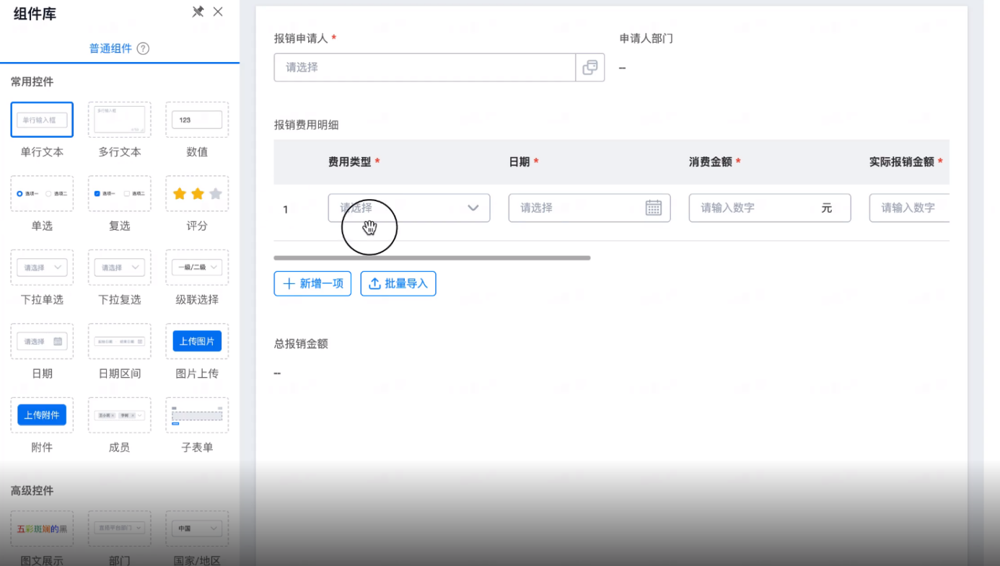 组件库
普通组件 ?
常用控件
单行输入框
多行输入框
123
单行文本
多行文本
数值
选项一 选项二
选项一 选项二
单选
复选
评分
请选择
请选择
一级/二级
下拉单选
下拉复选
级联选择
请选择
上传图片
日期
日期区间
图片上传
上传附件
附件
成员
子表单
高级控件
五彩斑斓的黑
中国
图文展示
部门
国家/地区
报销申请人 *
申请人部门
请选择
--
报销费用明细
费用类型 * 日期 * 消费金额 * 实际报销金额 *
1 请选择 请选择 请输入数字 元 请输入数字
新增一项 批量导入
总报销金额
--